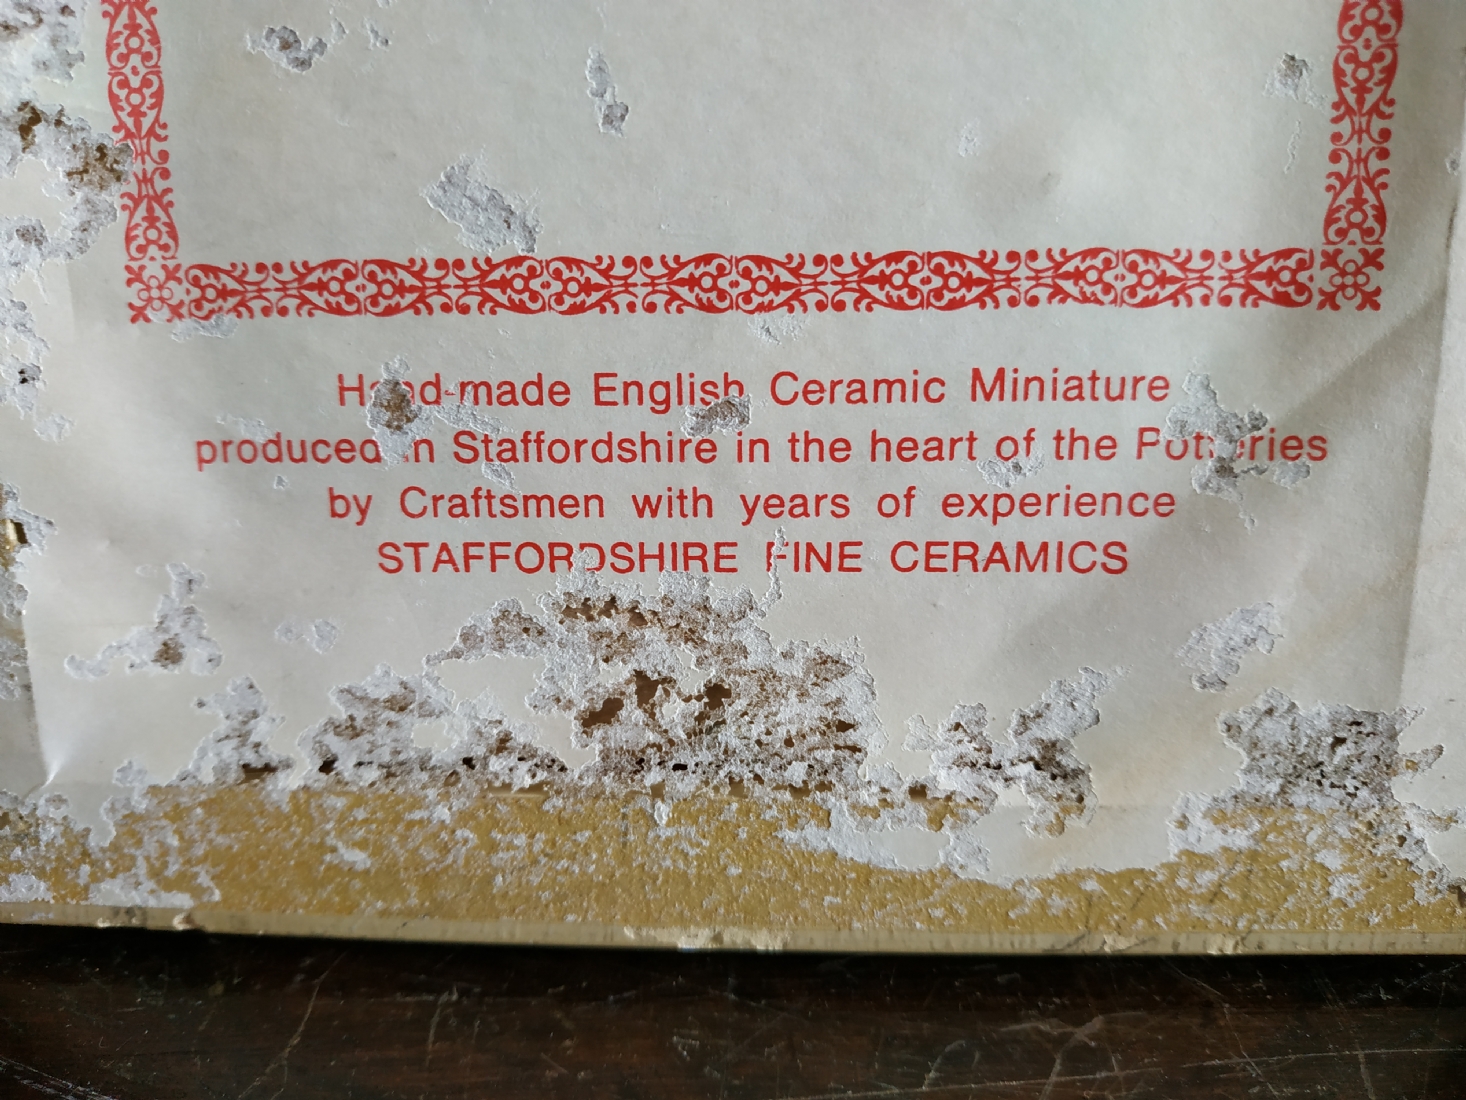 Hand-made English Ceramic Miniature
produced in Staffordshire in the heart of the Potteries
by Craftsmen with years of experience
STAFFORDSHIRE FINE CERAMICS